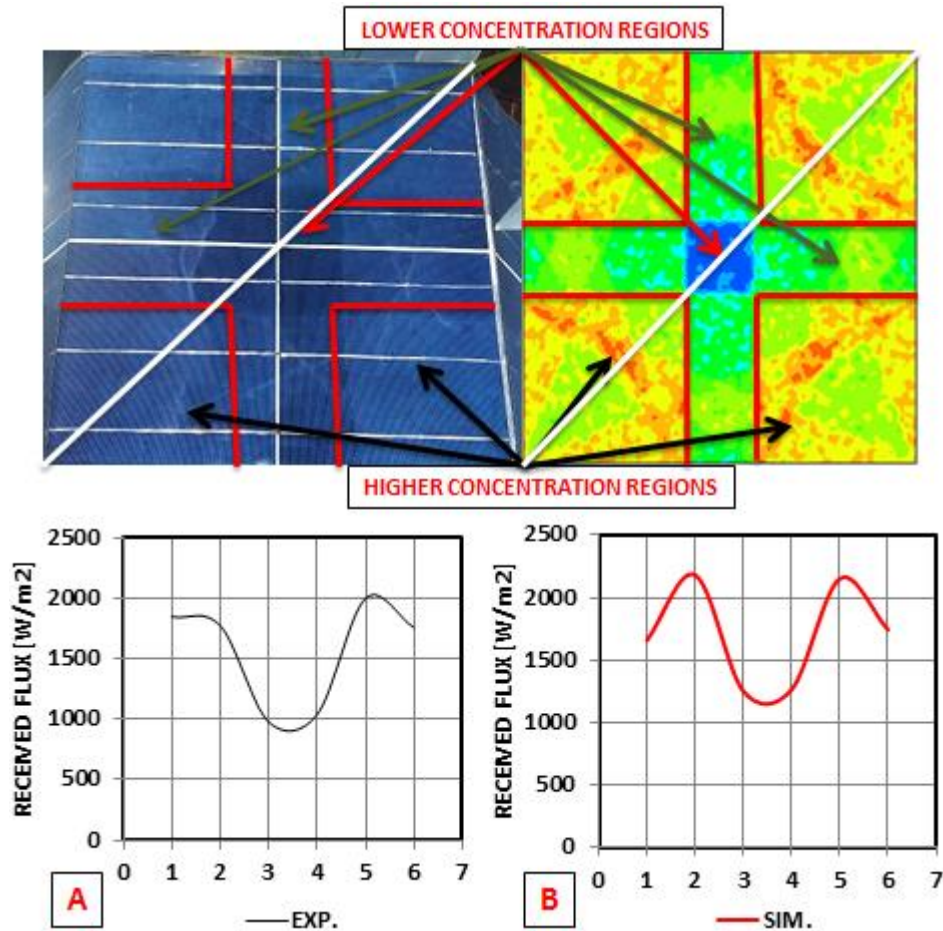 LOWER CONCENTRATION REGIONS
HIGHER CONCENTRATION REGIONS
RECEIVED FLUX [W/m2]
2500
2000
1500
1000
500
0
0 1 2 3 4 5 6 7
A
EXP.
RECEIVED FLUX [W/m2]
2500
2000
1500
1000
500
0
0 1 2 3 4 5 6 7
B
SIM.